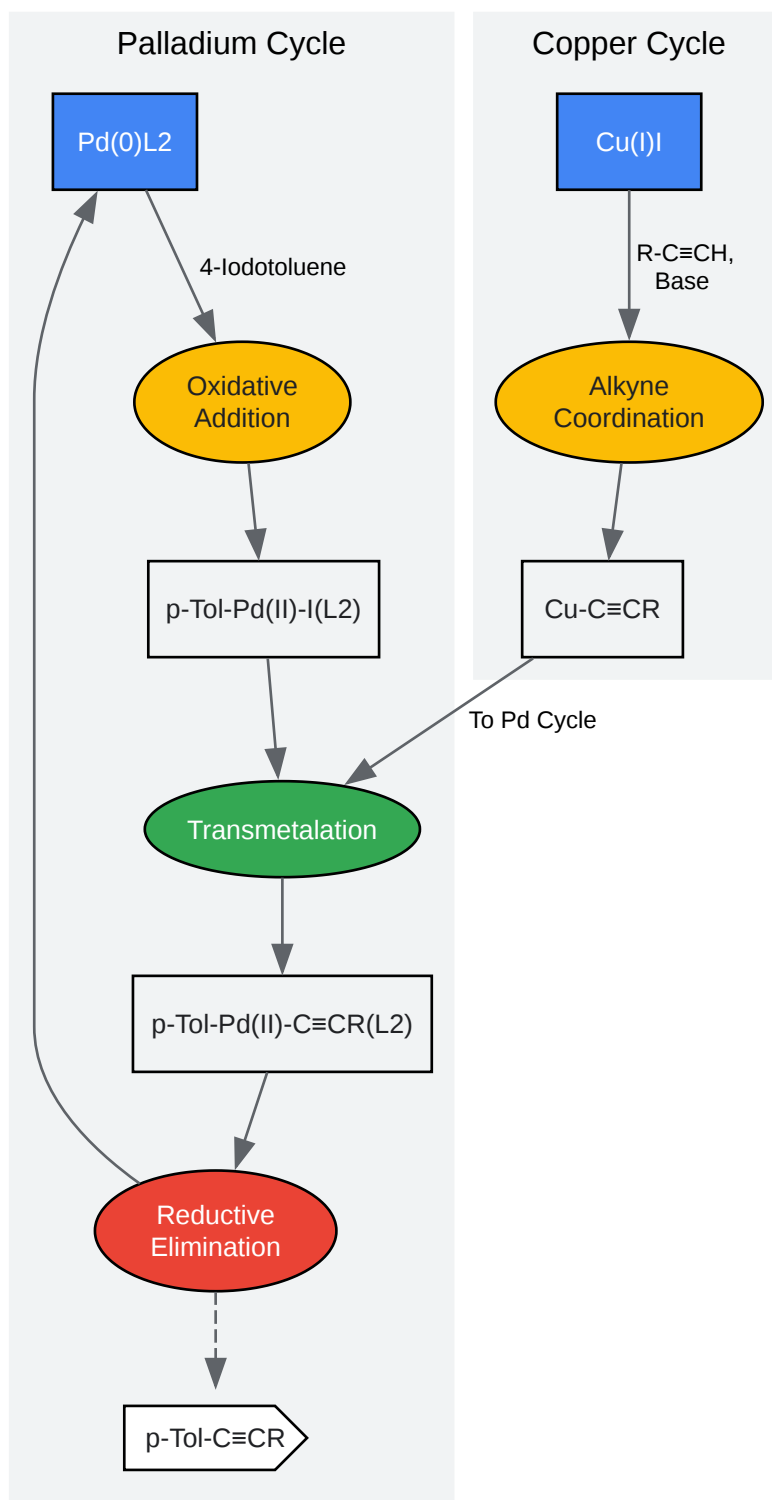 Palladium Cycle
Copper Cycle
Pd(0)L2
Cu(I)I
4-Iodotoluene
R-C≡CH,
Base
Oxidative
Addition
Alkyne
Coordination
p-Tol-Pd(II)-I(L2)
Cu-C≡CR
To Pd Cycle
Transmetalation
p-Tol-Pd(II)-C≡CR(L2)
Reductive
Elimination
p-Tol-C≡CR